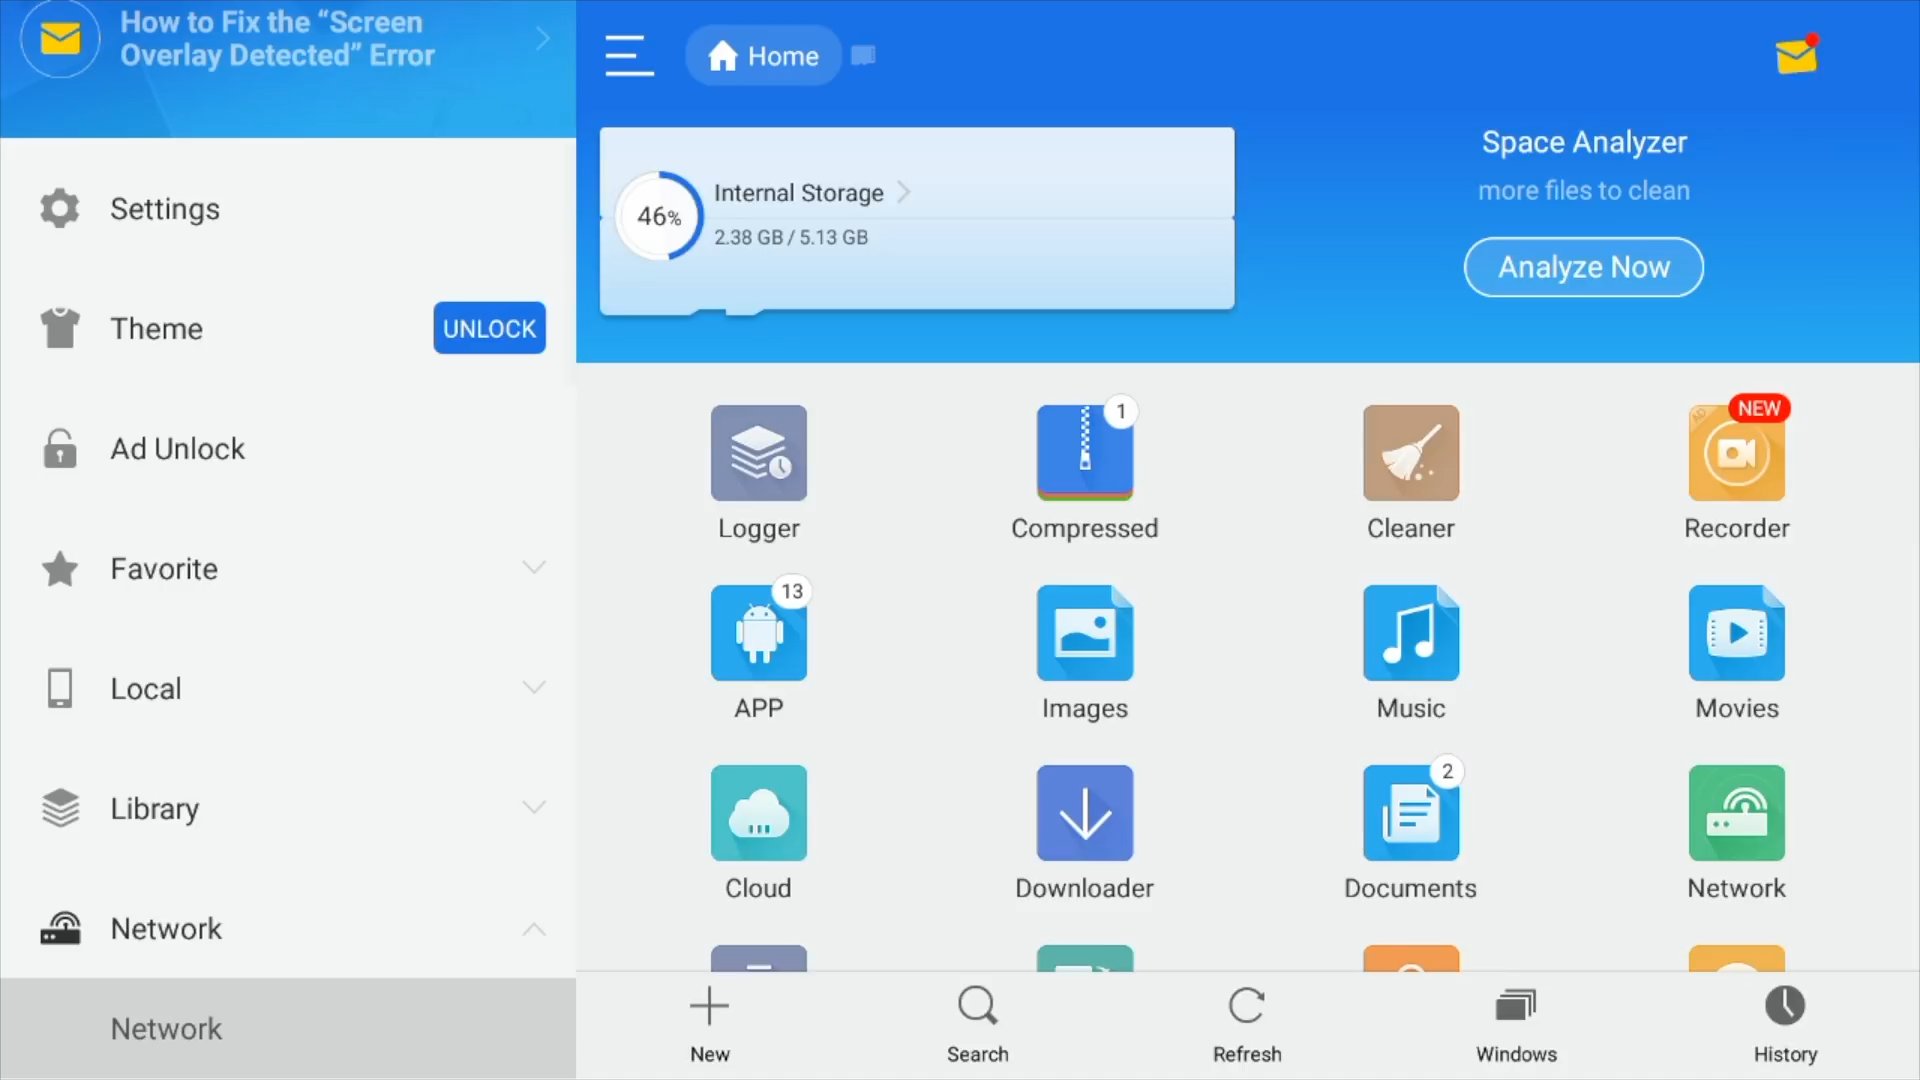 How to Fix the “Screen
Overlay Detected” Error
Settings
Theme
UNLOCK
Ad Unlock
Favorite
Local
Library
Network
Network
Home
46%
Internal Storage
2.38 GB / 5.13 GB
Space Analyzer
more files to clean
Analyze Now
Logger
1
Compressed
Cleaner
AD
NEW
Recorder
13
APP
Images
Music
Movies
Cloud
Downloader
2
Documents
Network
New
Search
Refresh
Windows
History